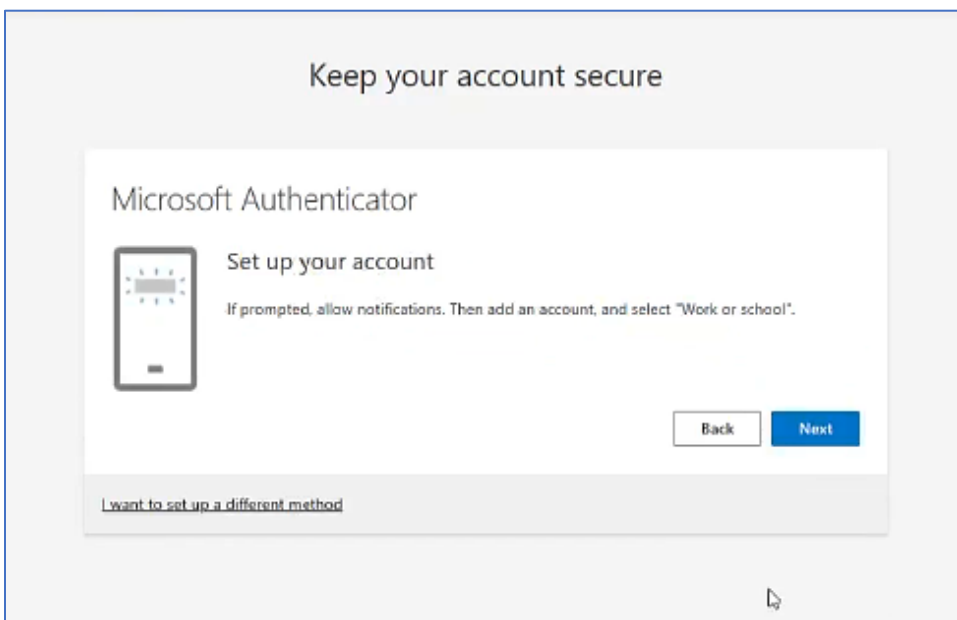 Keep your account secure
Microsoft Authenticator
Set up your account
If prompted, allow notifications. Then add an account, and select "Work or school".
Back
Next
I want to set up a different method